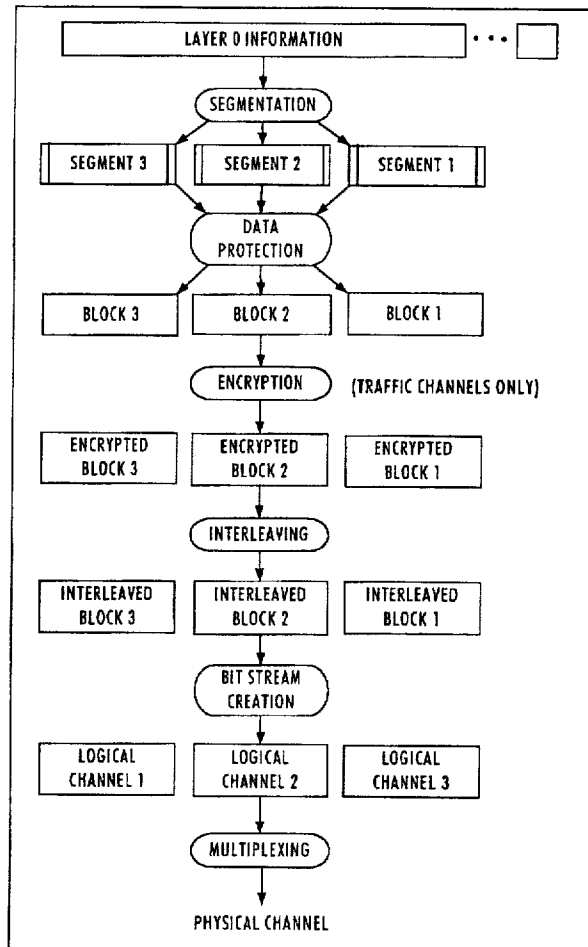 LAYER 0 INFORMATION
SEGMENTATION
SEGMENT 3 SEGMENT 2 SEGMENT 1
DATA
PROTECTION
BLOCK 3 BLOCK 2 BLOCK 1
ENCRYPTION (TRAFFIC CHANNELS ONLY)
ENCRYPTED ENCRYPTED ENCRYPTED
BLOCK 3 BLOCK 2 BLOCK 1
INTERLEAVING
INTERLEAVED INTERLEAVED INTERLEAVED
BLOCK 3 BLOCK 2 BLOCK 1
BIT STREAM
CREATION
LOGICAL LOGICAL LOGICAL
CHANNEL 1 CHANNEL 2 CHANNEL 3
MULTIPLEXING
PHYSICAL CHANNEL